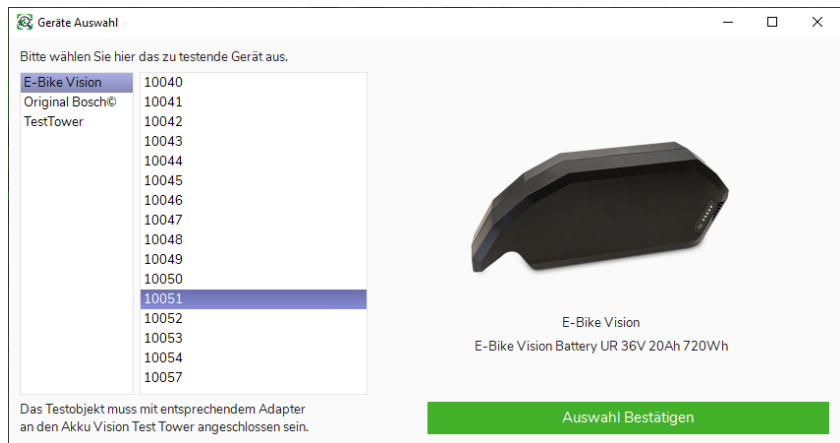 Geräte Auswahl
Bitte wählen Sie hier das zu testende Gerät aus.
E-Bike Vision
Original Bosch©
TestTower
10040
10041
10042
10043
10044
10045
10046
10047
10048
10049
10050
10051
10052
10053
10054
10057
E-Bike Vision
E-Bike Vision Battery UR 36V 20Ah 720Wh
Das Testobjekt muss mit entsprechendem Adapter
an den Akku Vision Test Tower angeschlossen sein.
Auswahl Bestätigen